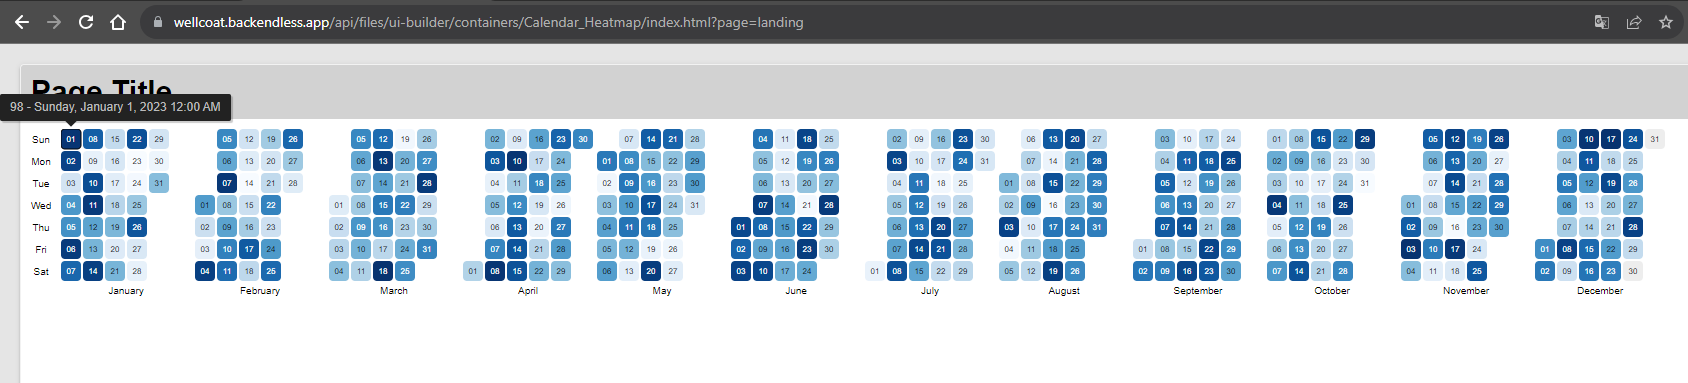 wellcoat.backendless.app/api/files/ui-builder/containers/Calendar_Heatmap/index.html?page=landing
Page Title
98 - Sunday, January 1, 2023 12:00 AM
Sun 01 08 15 22 29 05 12 19 26 05 12 19 26 02 09 16 23 30 07 14 21 28 04 11 18 25 02 09 16 23 30 06 13 20 27 03 10 17 24 01 08 15 22 29 05 12 19 26 03 10 17 24 31
Mon 02 09 16 23 30 06 13 20 27 06 13 20 27 03 10 17 24 01 08 15 22 29 05 12 19 26 03 10 17 24 31 07 14 21 28 04 11 18 25 02 09 16 23 30 06 13 20 27 04 11 18 25
Tue 03 10 17 24 31 07 14 21 28 07 14 21 28 04 11 18 25 02 09 16 23 30 06 13 20 27 04 11 18 25 01 08 15 22 29 05 12 19 26 03 10 17 24 31 07 14 21 28 05 12 19 26
Wed 04 11 18 25 01 08 15 22 01 08 15 22 29 05 12 19 26 03 10 17 24 31 07 14 21 28 05 12 19 26 02 09 16 23 30 06 13 20 27 04 11 18 25 01 08 15 22 29 06 13 20 27
Thu 05 12 19 26 02 09 16 23 02 09 16 23 30 06 13 20 27 04 11 18 25 01 08 15 22 29 06 13 20 27 03 10 17 24 31 07 14 21 28 05 12 19 26 02 09 16 23 30 07 14 21 28
Fri 06 13 20 27 03 10 17 24 03 10 17 24 31 07 14 21 28 05 12 19 26 02 09 16 23 30 07 14 21 28 04 11 18 25 01 08 15 22 29 06 13 20 27 03 10 17 24 01 08 15 22 29
Sat 07 14 21 28 04 11 18 25 04 11 18 25 01 08 15 22 29 06 13 20 27 03 10 17 24 01 08 15 22 29 05 12 19 26 02 09 16 23 30 07 14 21 28 04 11 18 25 02 09 16 23 30
January February March April May June July August September October November December